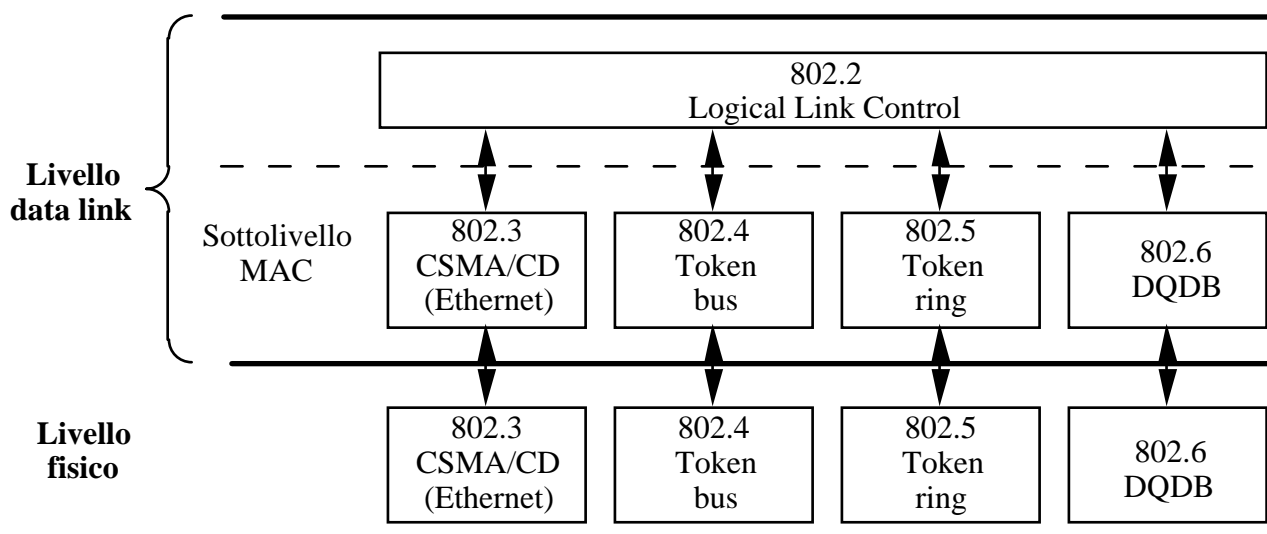 802.2
Logical Link Control
Livello
data link
Sottolivello
MAC
802.3
CSMA/CD
(Ethernet)
802.4
Token
bus
802.5
Token
ring
802.6
DQDB
Livello
fisico
802.3
CSMA/CD
(Ethernet)
802.4
Token
bus
802.5
Token
ring
802.6
DQDB